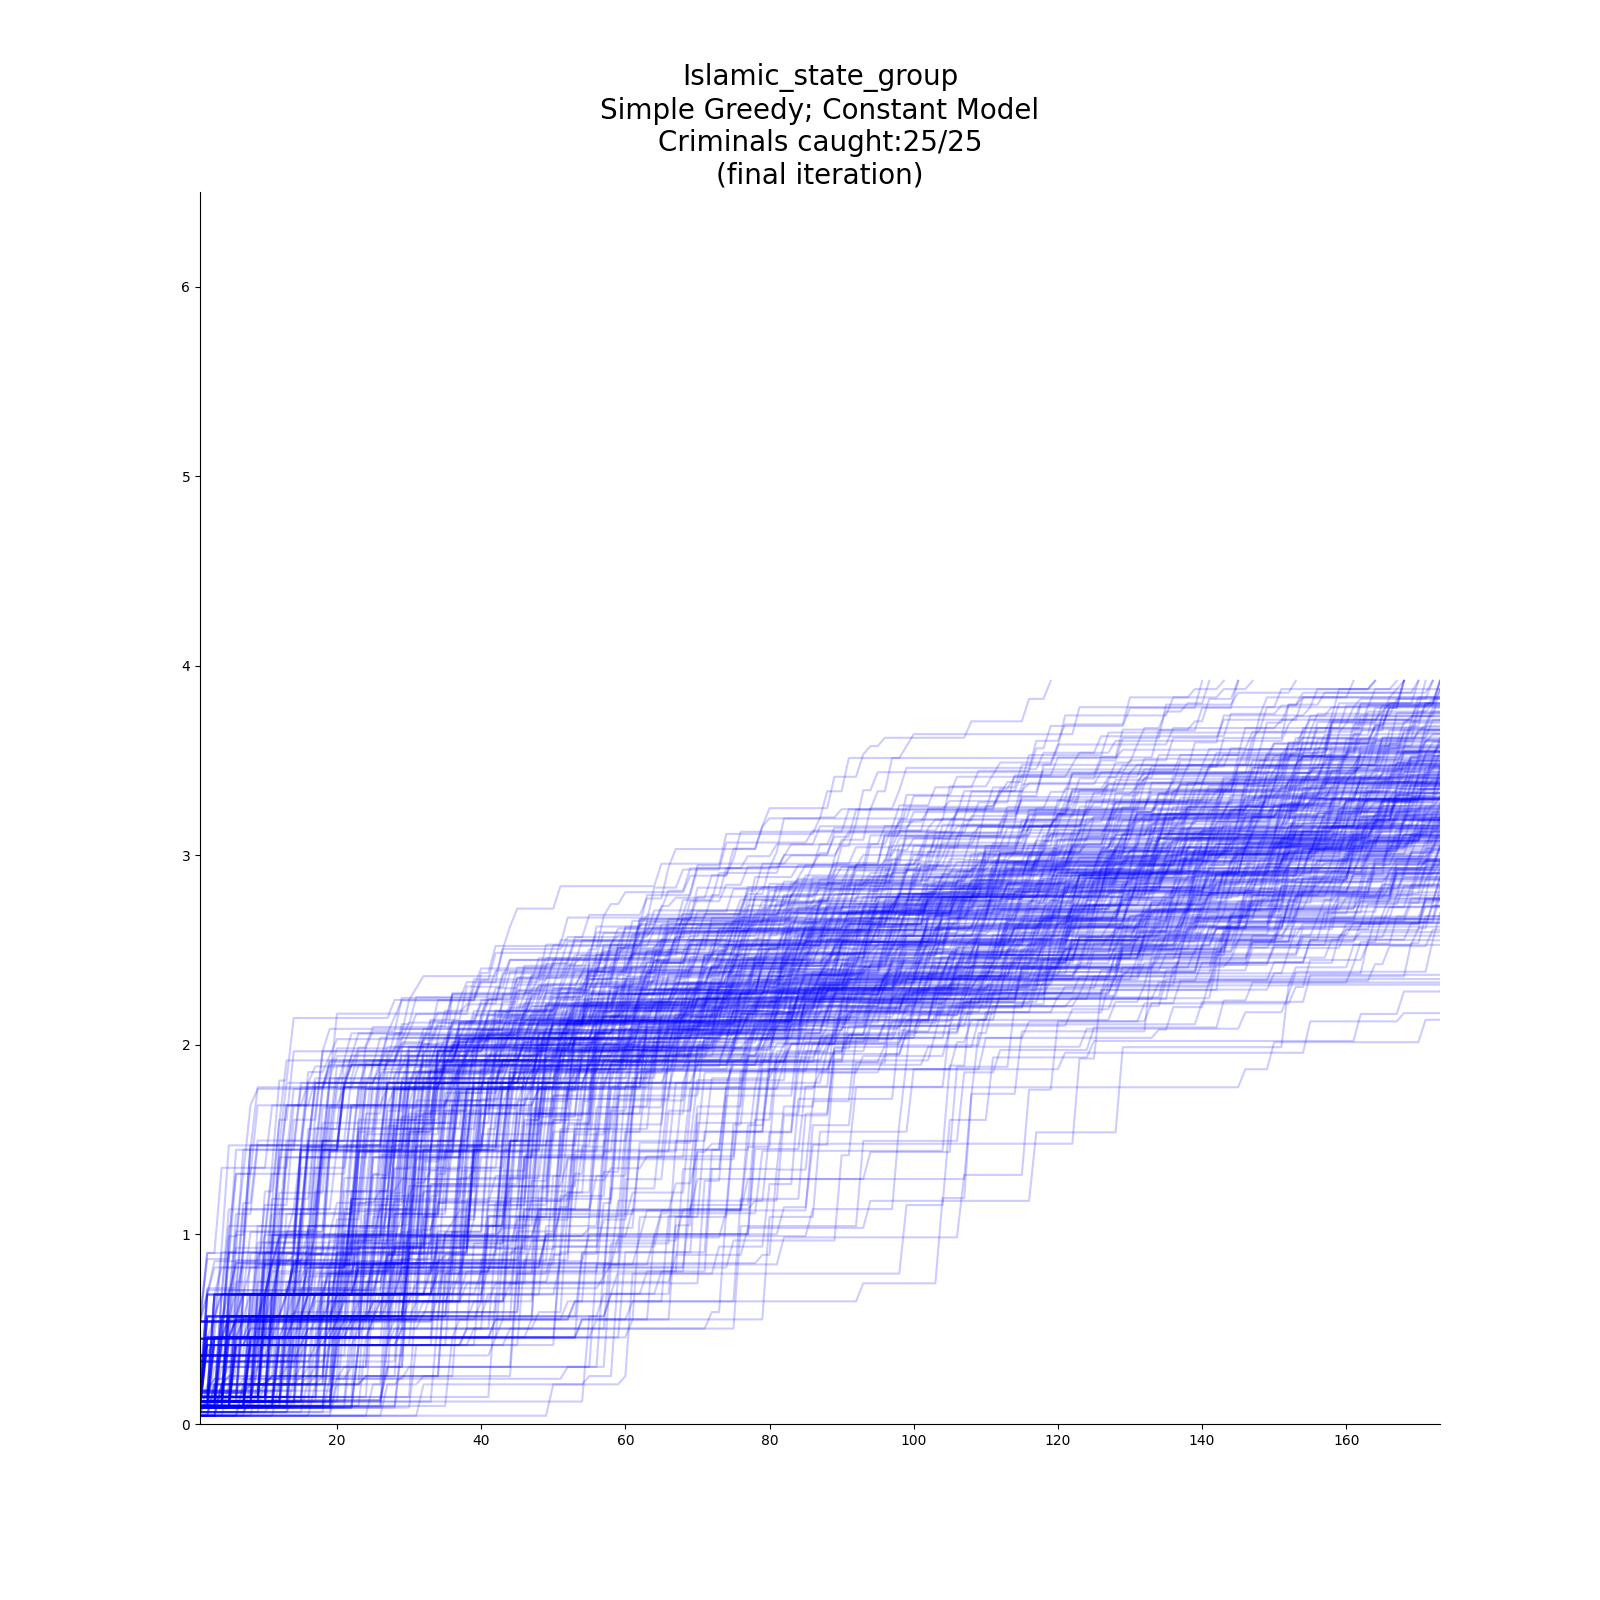 Islamic_state_group
Simple Greedy; Constant Model
Criminals caught:25/25
(final iteration)
6
5
4
3
2
1
0
20 40 60 80 100 120 140 160